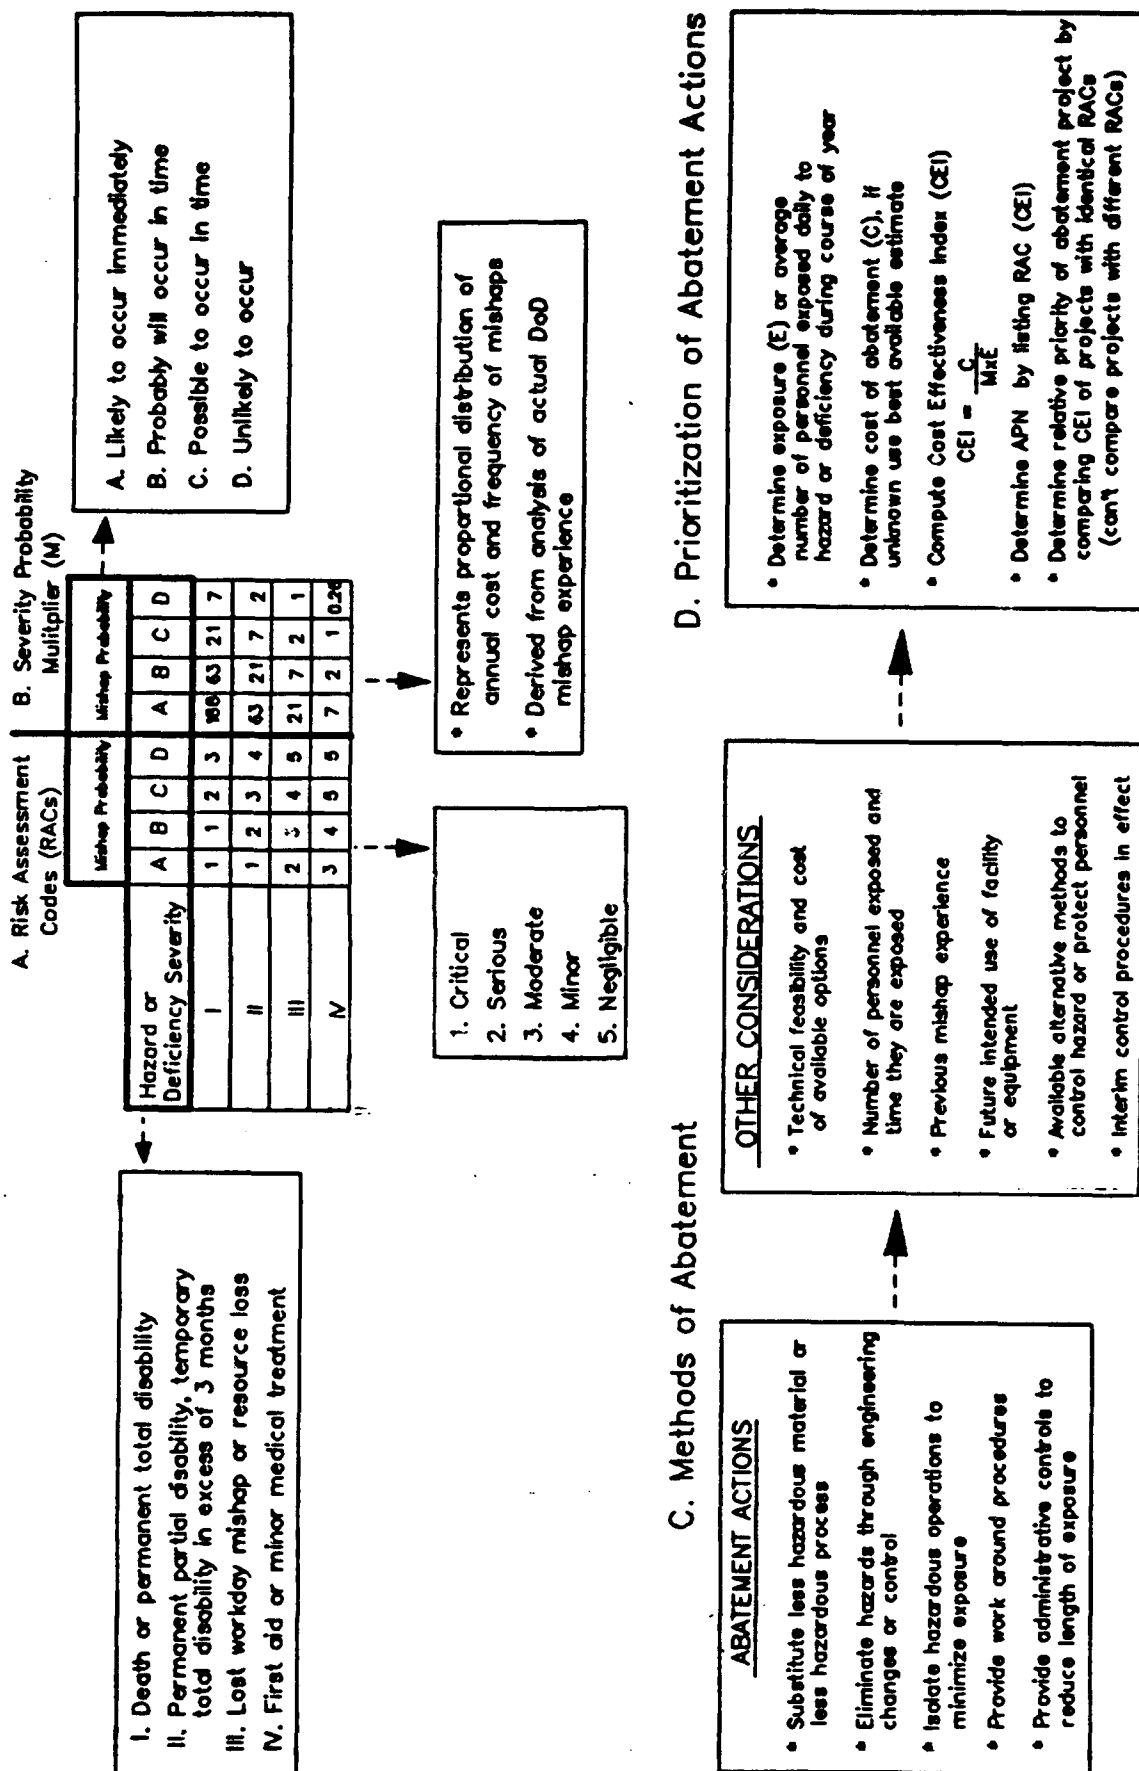 A. Risk Assessment
Codes (RACs)
B. Severity Probability
Mulitplier (M)
Hazard or
Deficiency Severity
Mishap Probability
Mishap Probability
A B C D A B C D
I 1 1 2 3 188 63 21 7
II 1 2 3 4 63 21 7 2
III 2 3 4 5 21 7 2 1
IV 3 4 5 5 7 2 1
I. Death or permanent total disability
II. Permanent partial disability, temporary
total disability in excess of 3 months
III. Lost workday mishap or resource loss
IV. First aid or minor medical treatment
1. Critical
2. Serious
3. Moderate
4. Minor
5. Negligible
* Represents proportional distribution of
annual cost and frequency of mishaps
* Derived from analysis of actual DoD
mishap experience
A. Likely to occur immediately
B. Probably will occur in time
C. Possible to occur in time
D. Unlikely to occur
C. Methods of Abatement
ABATEMENT ACTIONS
* Substitute less hazardous material or
less hazardous process
* Eliminate hazards through engineering
changes or control
* Isolate hazardous operations to
minimize exposure
* Provide work around procedures
* Provide administrative controls to
reduce length of exposure
OTHER CONSIDERATIONS
* Technical feasibility and cost
of available options
* Number of personnel exposed and
time they are exposed
* Previous mishap experience
* Future intended use of facility
or equipment
* Available alternative methods to
control hazard or protect personnel
* Interim control procedures in effect
D. Prioritization of Abatement Actions
* Determine exposure (E) or average
number of personnel exposed daily to
hazard or deficiency during course of year
* Determine cost of abatement (C), if
unknown use best available estimate
* Compute Cost Effectiveness Index (CEI)
CEI = C
MxE
* Determine APN by listing RAC (CEI)
* Determine relative priority of abatement project by
comparing CEI of projects with identical RACs
(can't compare projects with different RACs)